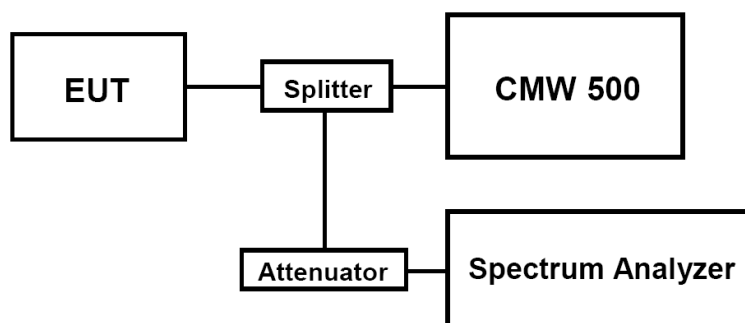 EUT
Splitter
CMW 500
Attenuator
Spectrum Analyzer